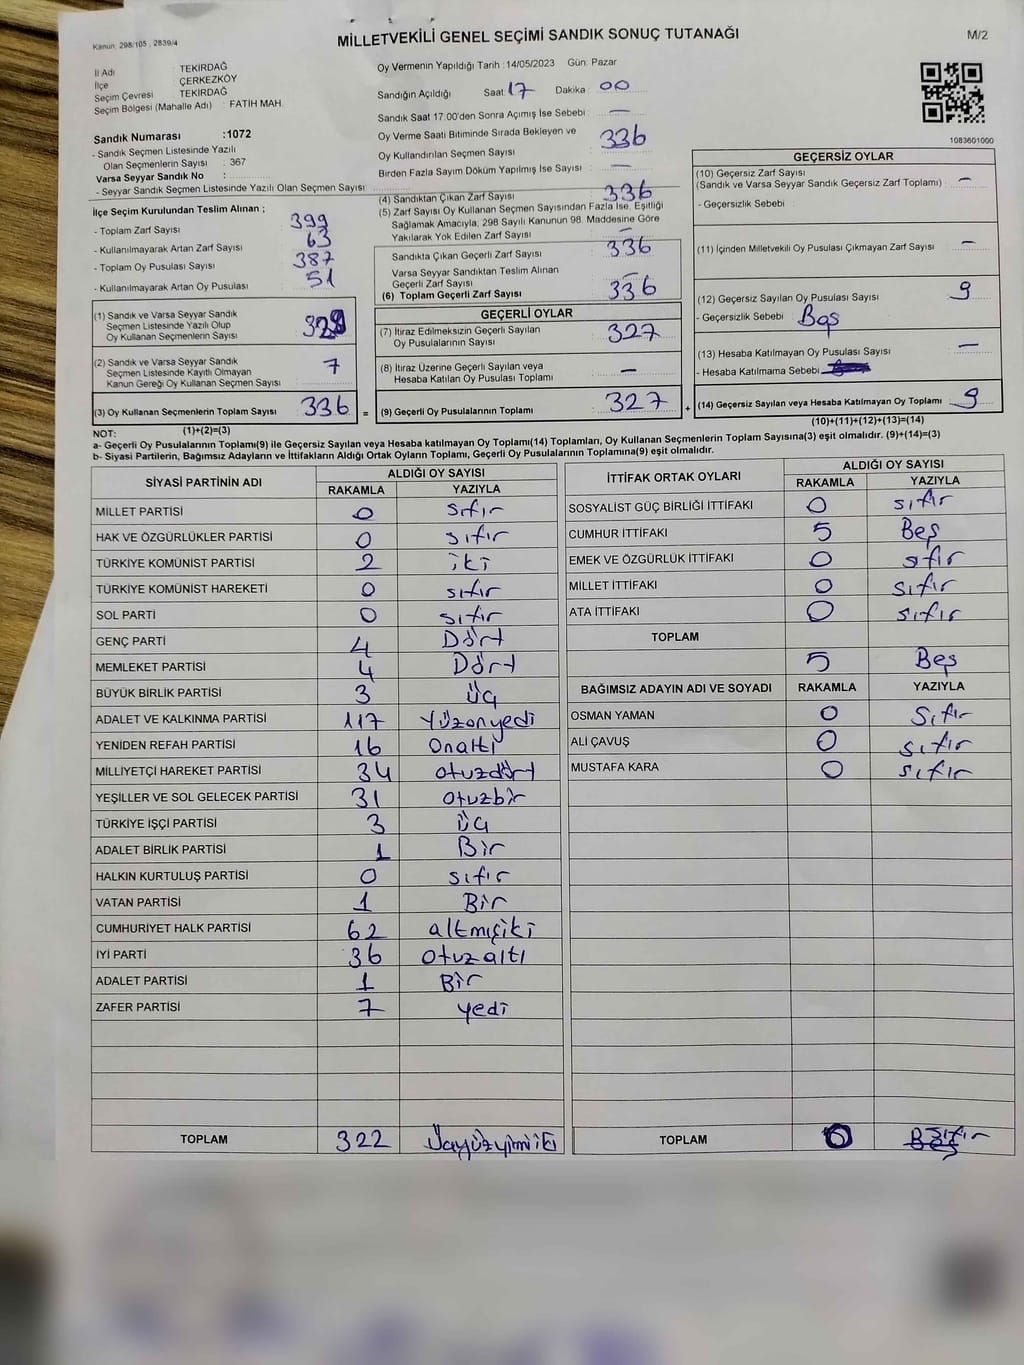 Kanun, 298/105 , 2839/4
MİLLETVEKİLİ GENEL SEÇİMİ SANDIK SONUÇ TUTANAĞI
M/2
İl Adı : TEKİRDAĞ
İlçe : ÇERKEZKÖY
Seçim Çevresi : TEKİRDAĞ
Seçim Bölgesi (Mahalle Adı) : FATİH MAH.
Sandık Numarası :1072
- Sandık Seçmen Listesinde Yazılı
Olan Seçmenlerin Sayısı : 367
Varsa Seyyar Sandık No :
- Seyyar Sandık Seçmen Listesinde Yazılı Olan Seçmen Sayısı :
Oy Vermenin Yapıldığı Tarih :14/05/2023 Gün: Pazar
Sandığın Açıldığı Saat 17 Dakika 00
Sandık Saat 17:00'den Sonra Açılmış İse Sebebi : —
Oy Verme Saati Bitiminde Sırada Bekleyen ve
Oy Kullandırılan Seçmen Sayısı : 336
Birden Fazla Sayım Döküm Yapılmış İse Sayısı : —
1083601000
İlçe Seçim Kurulundan Teslim Alınan ;
- Toplam Zarf Sayısı : 399
- Kullanılmayarak Artan Zarf Sayısı : 63
- Toplam Oy Pusulası Sayısı : 387
- Kullanılmayarak Artan Oy Pusulası : 51
(1) Sandık ve Varsa Seyyar Sandık
Seçmen Listesinde Yazılı Olup
Oy Kullanan Seçmenlerin Sayısı :
(2) Sandık ve Varsa Seyyar Sandık
Seçmen Listesinde Kayıtlı Olmayan
Kanun Gereği Oy Kullanan Seçmen Sayısı : 7
(3) Oy Kullanan Seçmenlerin Toplam Sayısı : 336 =
(1)+(2)=(3)
(4) Sandıktan Çıkan Zarf Sayısı : 336
(5) Zarf Sayısı Oy Kullanan Seçmen Sayısından Fazla İse, Eşitliği
Sağlamak Amacıyla, 298 Sayılı Kanunun 98. Maddesine Göre
Yakılarak Yok Edilen Zarf Sayısı : —
Sandıkta Çıkan Geçerli Zarf Sayısı : 336
Varsa Seyyar Sandıktan Teslim Alınan
Geçerli Zarf Sayısı : —
(6) Toplam Geçerli Zarf Sayısı : 336
GEÇERLİ OYLAR
(7) İtiraz Edilmeksizin Geçerli Sayılan
Oy Pusulalarının Sayısı : 327
(8) İtiraz Üzerine Geçerli Sayılan veya
Hesaba Katılan Oy Pusulası Toplamı : —
(9) Geçerli Oy Pusulalarının Toplamı : 327 +
GEÇERSİZ OYLAR
(10) Geçersiz Zarf Sayısı
(Sandık ve Varsa Seyyar Sandık Geçersiz Zarf Toplamı) : —
- Geçersizlik Sebebi :
(11) İçinden Milletvekili Oy Pusulası Çıkmayan Zarf Sayısı : —
(12) Geçersiz Sayılan Oy Pusulası Sayısı : 9
- Geçersizlik Sebebi : Boş
(13) Hesaba Katılmayan Oy Pusulası Sayısı : —
- Hesaba Katılmama Sebebi :
(14) Geçersiz Sayılan veya Hesaba Katılmayan Oy Toplamı : 9
(10)+(11)+(12)+(13)=(14)
NOT:
a- Geçerli Oy Pusulalarının Toplamı(9) ile Geçersiz Sayılan veya Hesaba katılmayan Oy Toplamı(14) Toplamları, Oy Kullanan Seçmenlerin Toplam Sayısına(3) eşit olmalıdır. (9)+(14)=(3)
b- Siyasi Partilerin, Bağımsız Adayların ve İttifakların Aldığı Ortak Oyların Toplamı, Geçerli Oy Pusulalarının Toplamına(9) eşit olmalıdır.
SİYASİ PARTİNİN ADI ALDIĞI OY SAYISI
RAKAMLA YAZIYLA
MİLLET PARTİSİ 0 sıfır
HAK VE ÖZGÜRLÜKLER PARTİSİ 0 sıfır
TÜRKİYE KOMÜNİST PARTİSİ 2 iki
TÜRKİYE KOMÜNİST HAREKETİ 0 sıfır
SOL PARTİ 0 sıfır
GENÇ PARTİ 4 Dört
MEMLEKET PARTİSİ 4 Dört
BÜYÜK BİRLİK PARTİSİ 3 Üç
ADALET VE KALKINMA PARTİSİ 117 Yüzonyedi
YENİDEN REFAH PARTİSİ 16 Onaltı
MİLLİYETÇİ HAREKET PARTİSİ 34 otuzdört
YEŞİLLER VE SOL GELECEK PARTİSİ 31 otuzbir
TÜRKİYE İŞÇİ PARTİSİ 3 Üç
ADALET BİRLİK PARTİSİ 1 Bir
HALKIN KURTULUŞ PARTİSİ 0 sıfır
VATAN PARTİSİ 1 Bir
CUMHURİYET HALK PARTİSİ 62 altmışiki
İYİ PARTİ 36 otuzaltı
ADALET PARTİSİ 1 Bir
ZAFER PARTİSİ 7 yedi
TOPLAM 322
İTTİFAK ORTAK OYLARI ALDIĞI OY SAYISI
RAKAMLA YAZIYLA
SOSYALİST GÜÇ BİRLİĞİ İTTİFAKI 0 sıfır
CUMHUR İTTİFAKI 5 Beş
EMEK VE ÖZGÜRLÜK İTTİFAKI 0 sıfır
MİLLET İTTİFAKI 0 sıfır
ATA İTTİFAKI 0 sıfır
TOPLAM
5 Beş
BAĞIMSIZ ADAYIN ADI VE SOYADI RAKAMLA YAZIYLA
OSMAN YAMAN 0 Sıfır
ALİ ÇAVUŞ 0 sıfır
MUSTAFA KARA 0 sıfır
TOPLAM 0 Sıfır